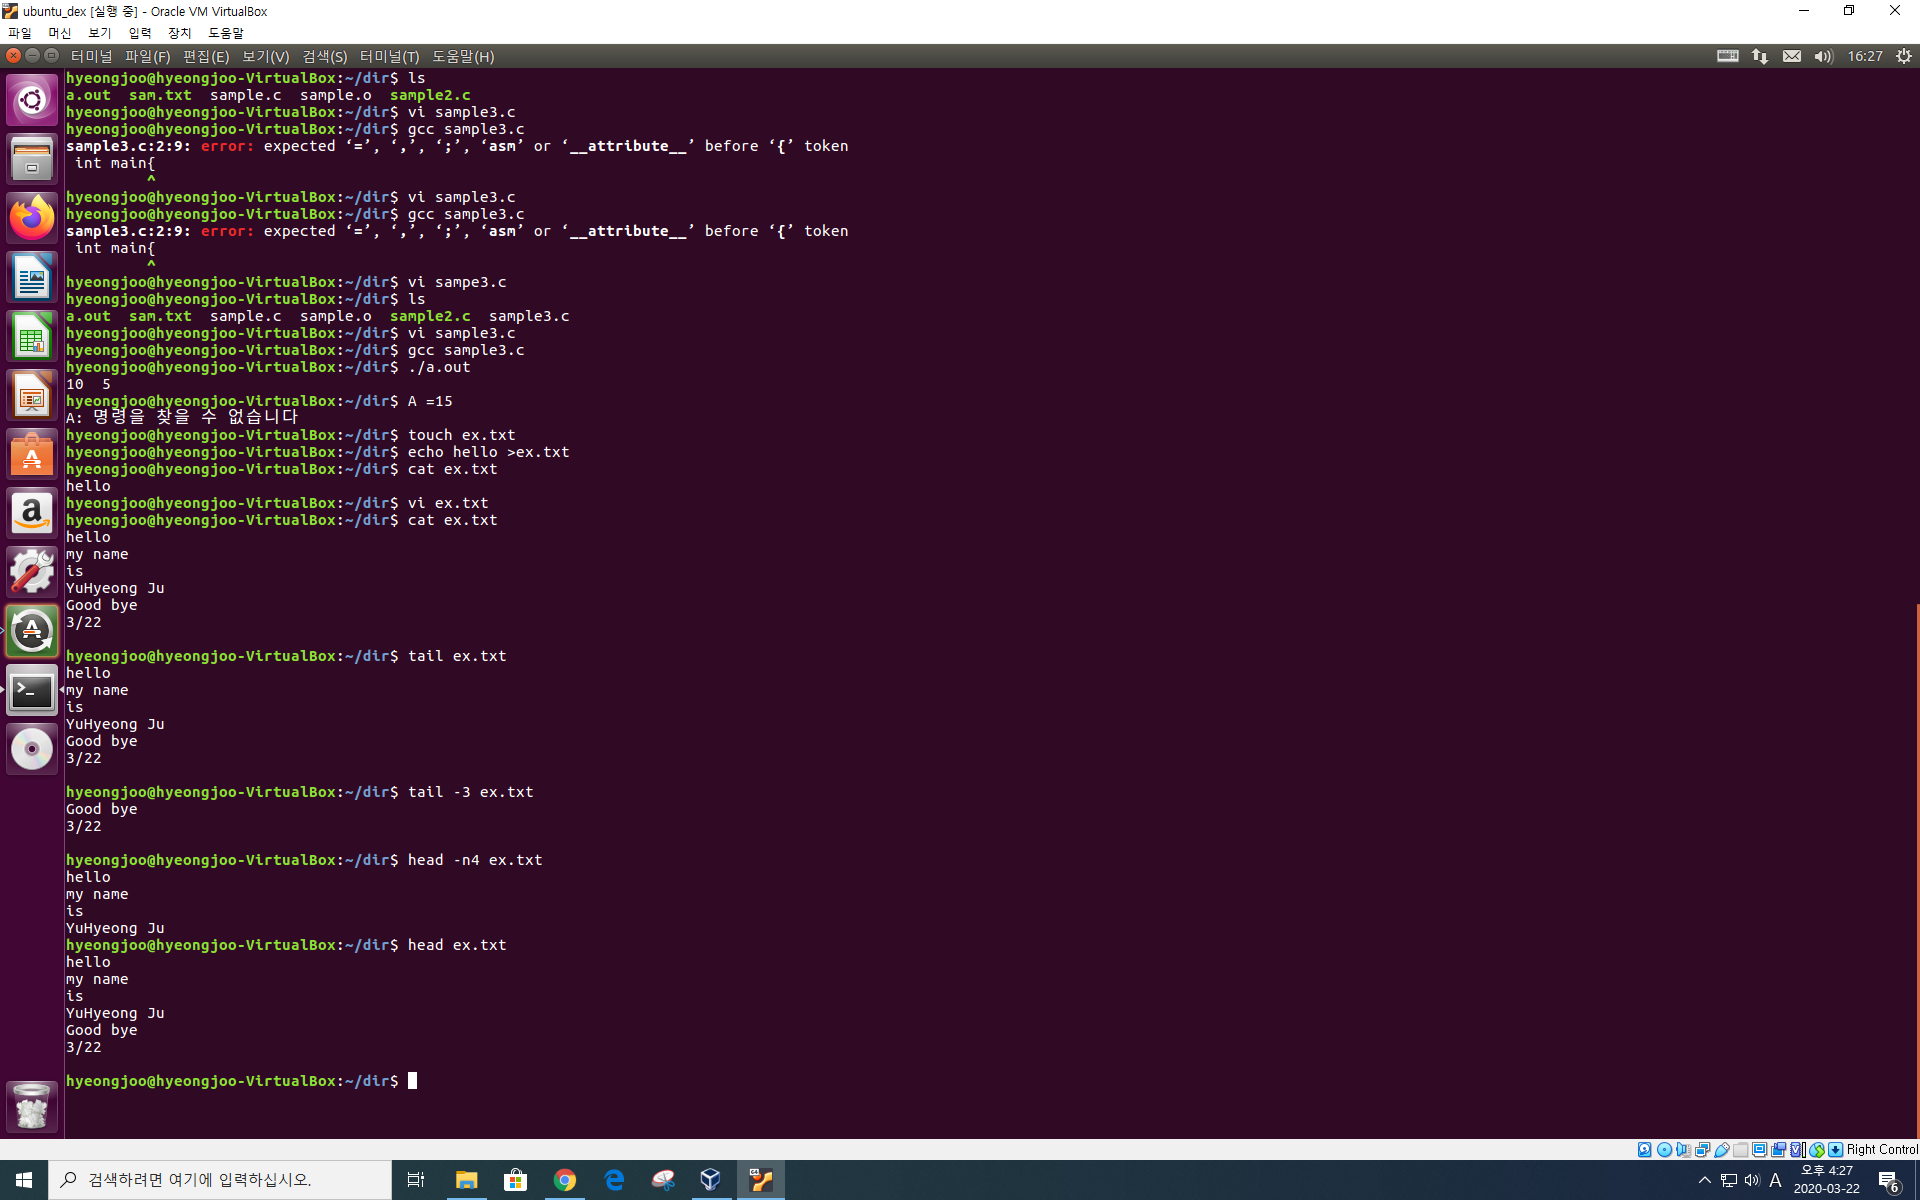 ubuntu_dex [실행 중] - Oracle VM VirtualBox
파일 머신 보기 입력 장치 도움말
터미널 파일(F) 편집(E) 보기(V) 검색(S) 터미널(T) 도움말(H) 16:27
hyeongjoo@hyeongjoo-VirtualBox:~/dir$ ls
a.out  sam.txt  sample.c  sample.o  sample2.c
hyeongjoo@hyeongjoo-VirtualBox:~/dir$ vi sample3.c
hyeongjoo@hyeongjoo-VirtualBox:~/dir$ gcc sample3.c
sample3.c:2:9: error: expected ‘=’, ‘,’, ‘;’, ‘asm’ or ‘__attribute__’ before ‘{’ token
 int main{
         ^
hyeongjoo@hyeongjoo-VirtualBox:~/dir$ vi sample3.c
hyeongjoo@hyeongjoo-VirtualBox:~/dir$ gcc sample3.c
sample3.c:2:9: error: expected ‘=’, ‘,’, ‘;’, ‘asm’ or ‘__attribute__’ before ‘{’ token
 int main{
         ^
hyeongjoo@hyeongjoo-VirtualBox:~/dir$ vi sampe3.c
hyeongjoo@hyeongjoo-VirtualBox:~/dir$ ls
a.out  sam.txt  sample.c  sample.o  sample2.c  sample3.c
hyeongjoo@hyeongjoo-VirtualBox:~/dir$ vi sample3.c
hyeongjoo@hyeongjoo-VirtualBox:~/dir$ gcc sample3.c
hyeongjoo@hyeongjoo-VirtualBox:~/dir$ ./a.out
10  5
hyeongjoo@hyeongjoo-VirtualBox:~/dir$ A =15
A: 명령을 찾을 수 없습니다
hyeongjoo@hyeongjoo-VirtualBox:~/dir$ touch ex.txt
hyeongjoo@hyeongjoo-VirtualBox:~/dir$ echo hello >ex.txt
hyeongjoo@hyeongjoo-VirtualBox:~/dir$ cat ex.txt
hello
hyeongjoo@hyeongjoo-VirtualBox:~/dir$ vi ex.txt
hyeongjoo@hyeongjoo-VirtualBox:~/dir$ cat ex.txt
hello
my name
is
YuHyeong Ju
Good bye
3/22
hyeongjoo@hyeongjoo-VirtualBox:~/dir$ tail ex.txt
hello
my name
is
YuHyeong Ju
Good bye
3/22
hyeongjoo@hyeongjoo-VirtualBox:~/dir$ tail -3 ex.txt
Good bye
3/22
hyeongjoo@hyeongjoo-VirtualBox:~/dir$ head -n4 ex.txt
hello
my name
is
YuHyeong Ju
hyeongjoo@hyeongjoo-VirtualBox:~/dir$ head ex.txt
hello
my name
is
YuHyeong Ju
Good bye
3/22
hyeongjoo@hyeongjoo-VirtualBox:~/dir$
Right Control
검색하려면 여기에 입력하십시오.
A
오후 4:27
2020-03-22
6